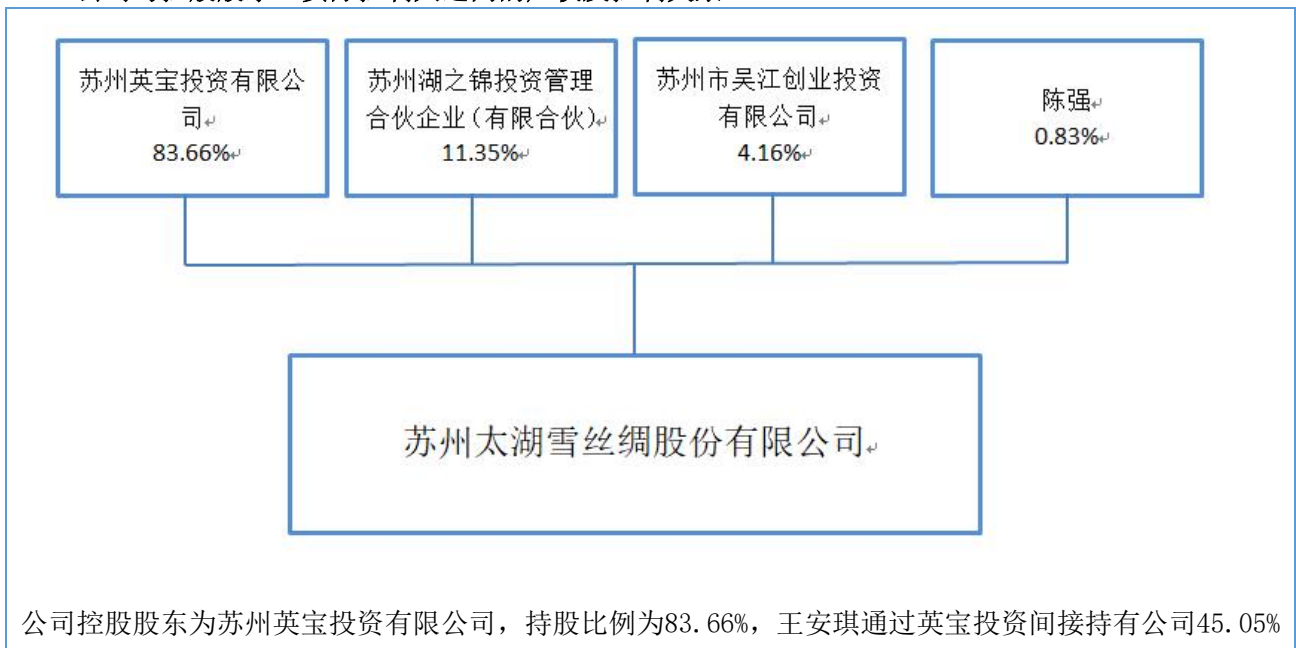 苏州英宝投资有限公
司
83.66%
苏州湖之锦投资管理
合伙企业(有限合伙)
11.35%
苏州市吴江创业投资
有限公司
4.16%
陈强
0.83%
苏州太湖雪丝绸股份有限公司
公司控股股东为苏州英宝投资有限公司，持股比例为83.66%，王安琪通过英宝投资间接持有公司45.05%